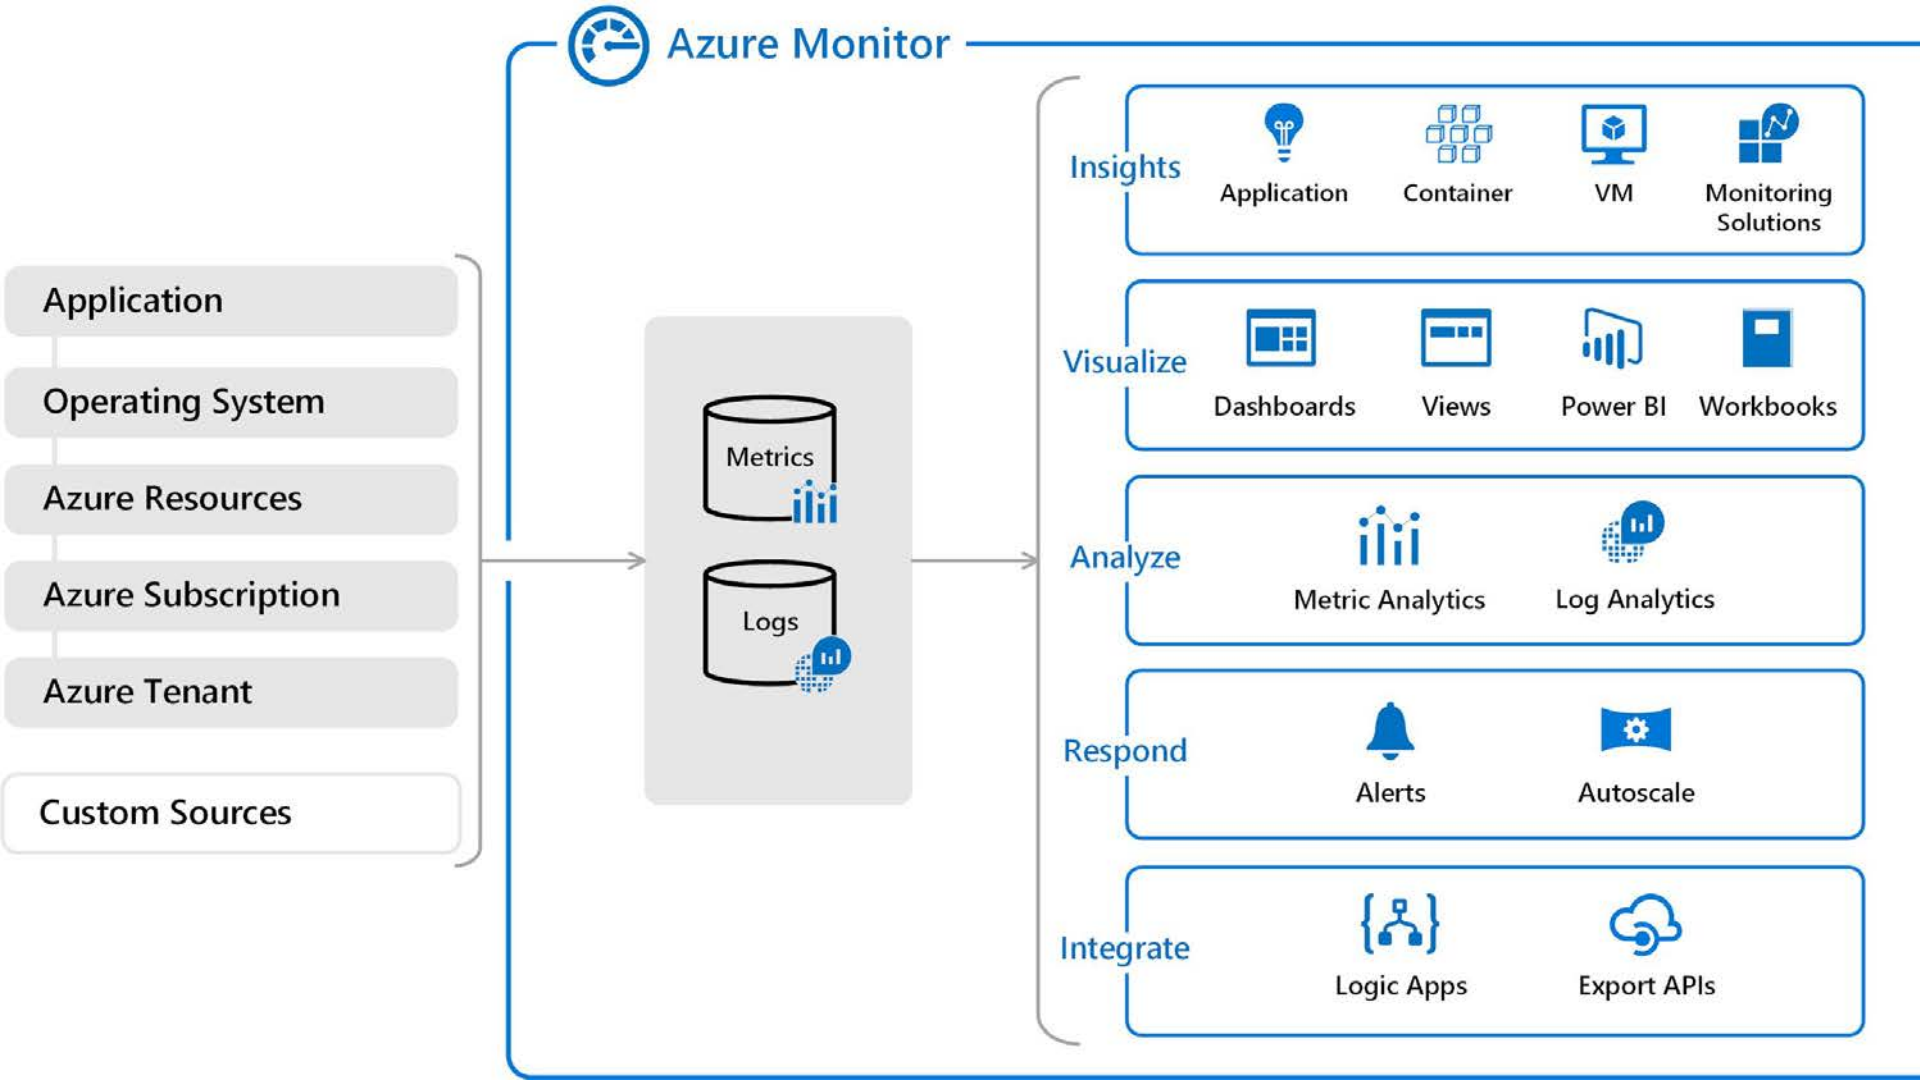 Azure Monitor
Application
Operating System
Azure Resources
Azure Subscription
Azure Tenant
Custom Sources
Metrics
Logs
Insights
Application
Container
VM
Monitoring
Solutions
Visualize
Dashboards
Views
Power BI
Workbooks
Analyze
Metric Analytics
Log Analytics
Respond
Alerts
Autoscale
Integrate
Logic Apps
Export APIs